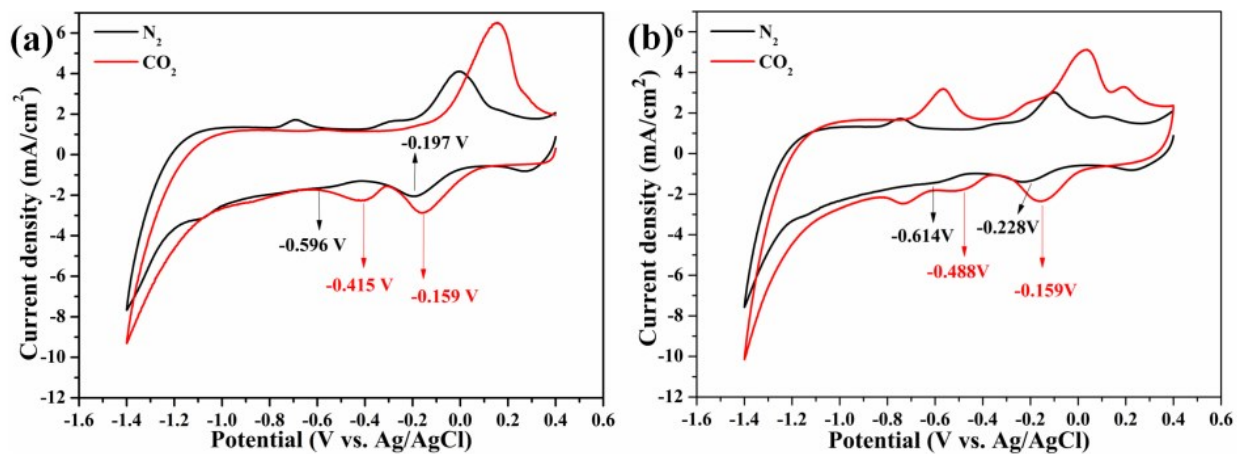 (a)
N₂
CO₂
6
4
2
0
-2
-4
-6
-8
-10
-12
Current density (mA/cm²)
-0.197 V
-0.596 V
-0.415 V
-0.159 V
-1.4 -1.2 -1.0 -0.8 -0.6 -0.4 -0.2 0.0 0.2 0.4 0.6
Potential (V vs. Ag/AgCl)
(b)
N₂
CO₂
6
4
2
0
-2
-4
-6
-8
-10
-12
Current density (mA/cm²)
-0.614V
-0.228V
-0.488V
-0.159V
-1.6 -1.4 -1.2 -1.0 -0.8 -0.6 -0.4 -0.2 0.0 0.2 0.4 0.6
Potential (V vs. Ag/AgCl)